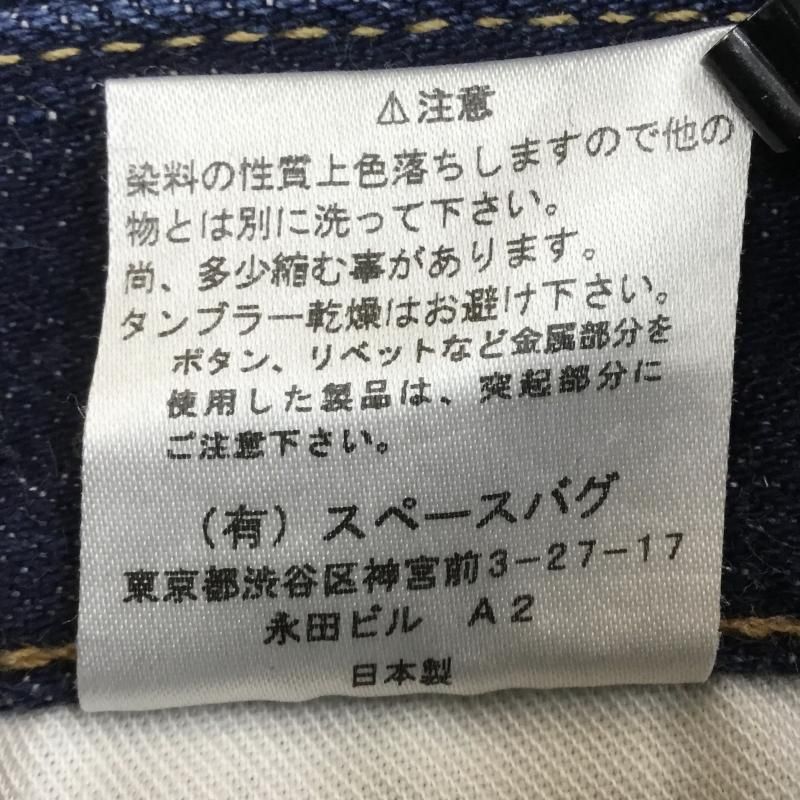 ⚠注意
染料の性質上色落ちしますので他の
物とは別に洗って下さい。
尚、多少縮む事があります。
タンブラー乾燥はお避け下さい。
ボタン、リベットなど金属部分を
使用した製品は、突起部分に
ご注意下さい。
（有）スペースバグ
東京都渋谷区神宮前3-27-17
永田ビル　A2
日本製